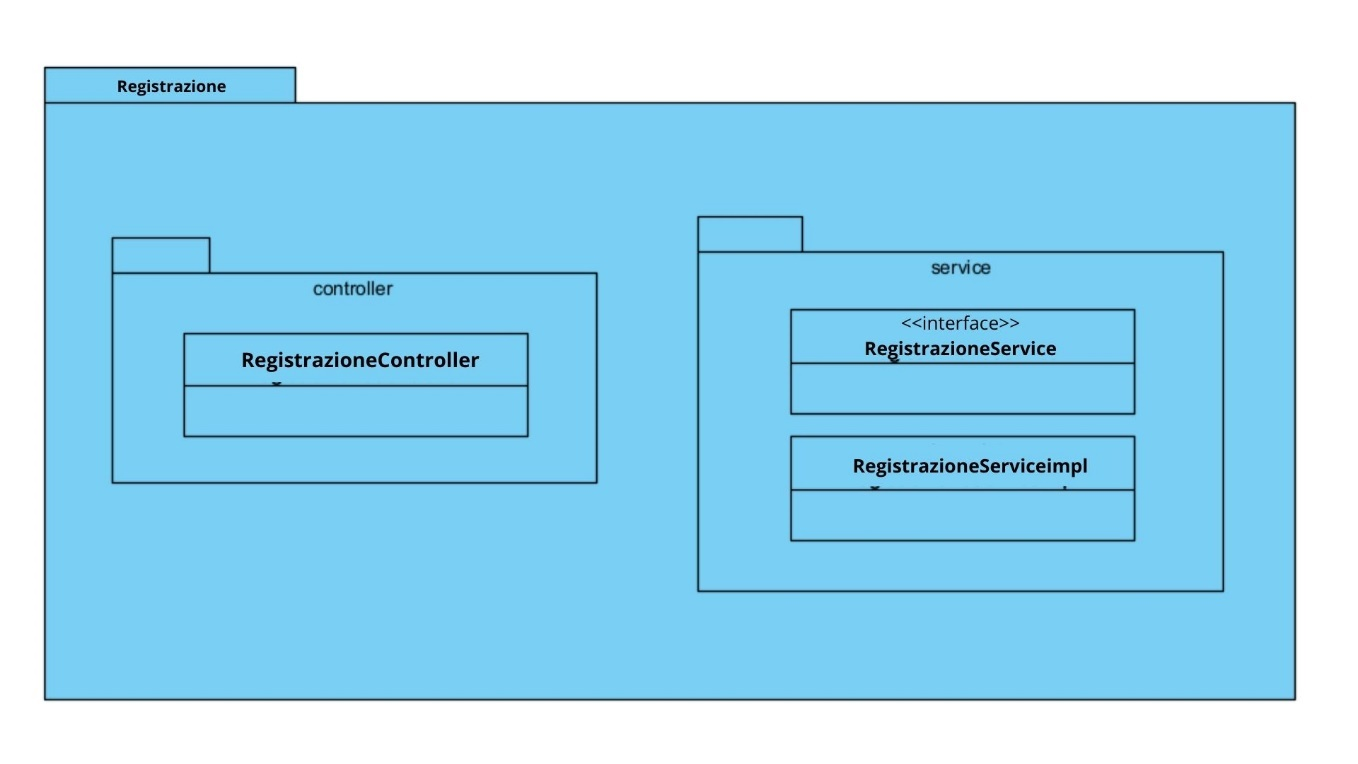 Registrazione
controller
RegistrazioneController
service
<<interface>>
RegistrazioneService
RegistrazioneServiceimpl